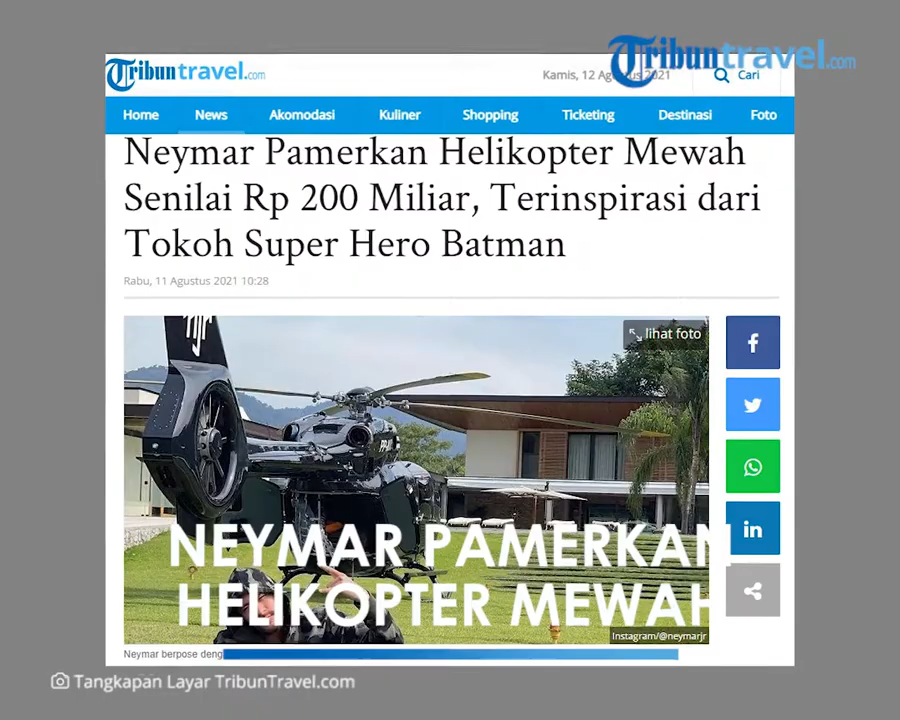 Tribuntravel.com
Tribuntravel.com
Kamis, 12 Agustus 2021
Cari
Home News Akomodasi Kuliner Shopping Ticketing Destinasi Foto
Neymar Pamerkan Helikopter Mewah
Senilai Rp 200 Miliar, Terinspirasi dari
Tokoh Super Hero Batman
Rabu, 11 Agustus 2021 10:28
njr
lihat foto
NEYMAR PAMERKAN
HELIKOPTER MEWAH
in
Instagram/@neymarjr
Neymar berpose deng
Tangkapan Layar TribunTravel.com